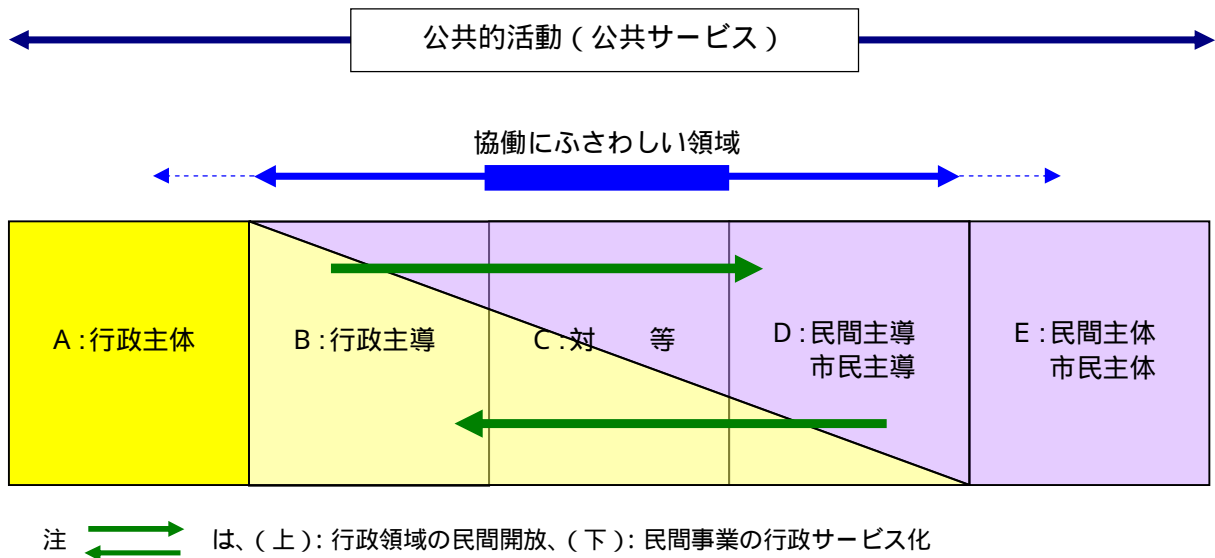 公共的活動（公共サービス）
協働にふさわしい領域
A：行政主体
B：行政主導
C：対　　等
D：民間主導
市民主導
E：民間主体
市民主体
注　　　　　は、（上）：行政領域の民間開放、（下）：民間事業の行政サービス化